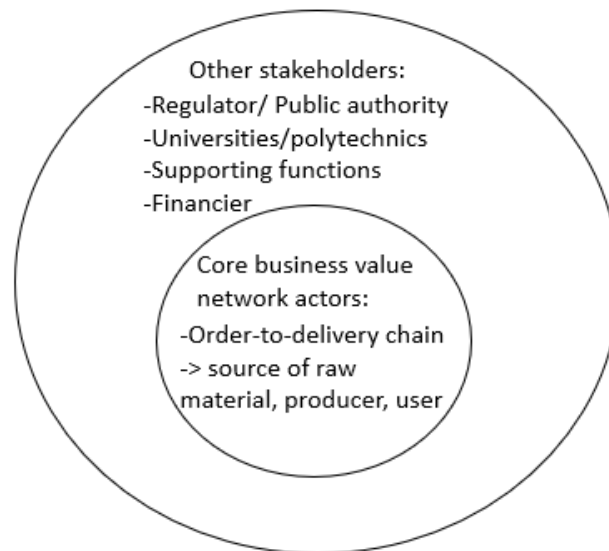 Other stakeholders:
-Regulator/ Public authority
-Universities/polytechnics
-Supporting functions
-Financier
Core business value
network actors:
-Order-to-delivery chain
-> source of raw
material, producer, user